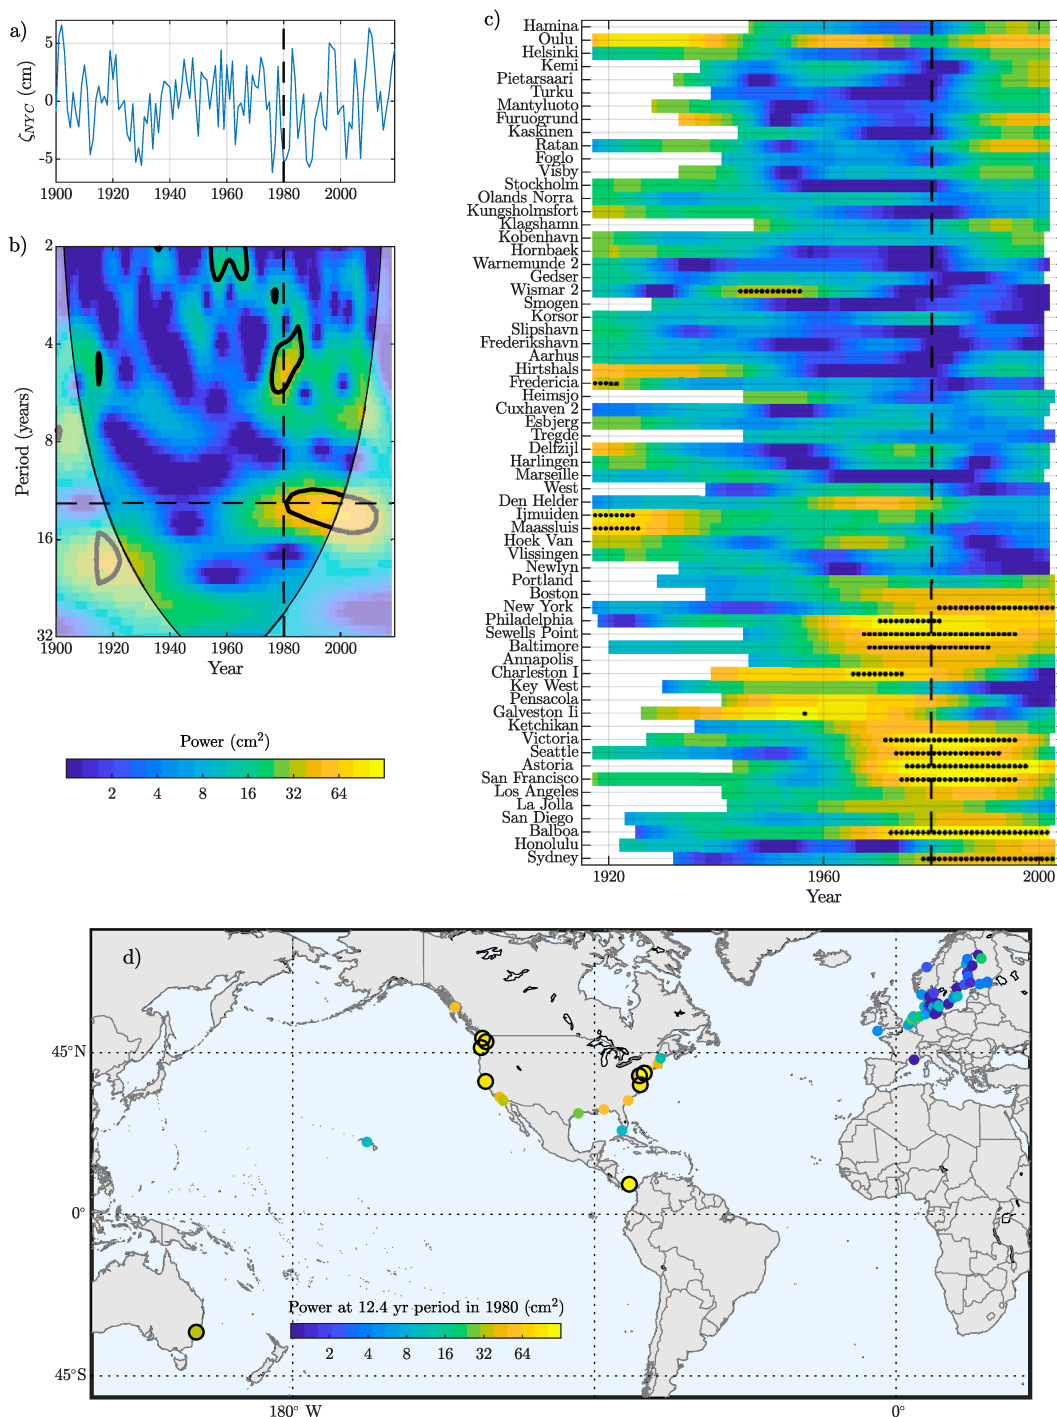 a)
ζNYC (cm)
5
0
-5
1900 1920 1940 1960 1980 2000
b)
Period (years)
2
4
8
16
32
1900 1920 1940 1960 1980 2000
Year
Power (cm²)
2 4 8 16 32 64
c)
Hamina
Oulu
Helsinki
Kemi
Pietarsaari
Turku
Mantyluoto
Furuogrund
Kaskinen
Ratan
Foglo
Visby
Stockholm
Olands Norra
Kungsholmsfort
Klagshamn
Kobenhavn
Hornbaek
Warnemunde 2
Gedser
Wismar 2
Smogen
Korsor
Slipshavn
Frederikshavn
Aarhus
Hirtshals
Fredericia
Heimsjo
Cuxhaven 2
Esbjerg
Tregde
Delfzijl
Harlingen
Marseille
West
Den Helder
Ijmuiden
Maassluis
Hoek Van
Vlissingen
Newlyn
Portland
Boston
New York
Philadelphia
Sewells Point
Baltimore
Annapolis
Charleston I
Key West
Pensacola
Galveston Ii
Ketchikan
Victoria
Seattle
Astoria
San Francisco
Los Angeles
La Jolla
San Diego
Balboa
Honolulu
Sydney
1920 1960 2000
Year
d)
45°N
0°
45°S
Power at 12.4 yr period in 1980 (cm²)
2 4 8 16 32 64
180° W 0°